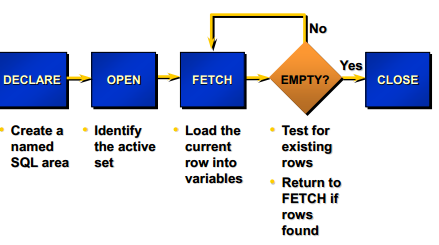 No
Yes
DECLARE
OPEN
FETCH
EMPTY?
CLOSE
• Create a
named
SQL area
• Identify
the active
set
• Load the
current
row into
variables
• Test for
existing
rows
• Return to
FETCH if
rows
found